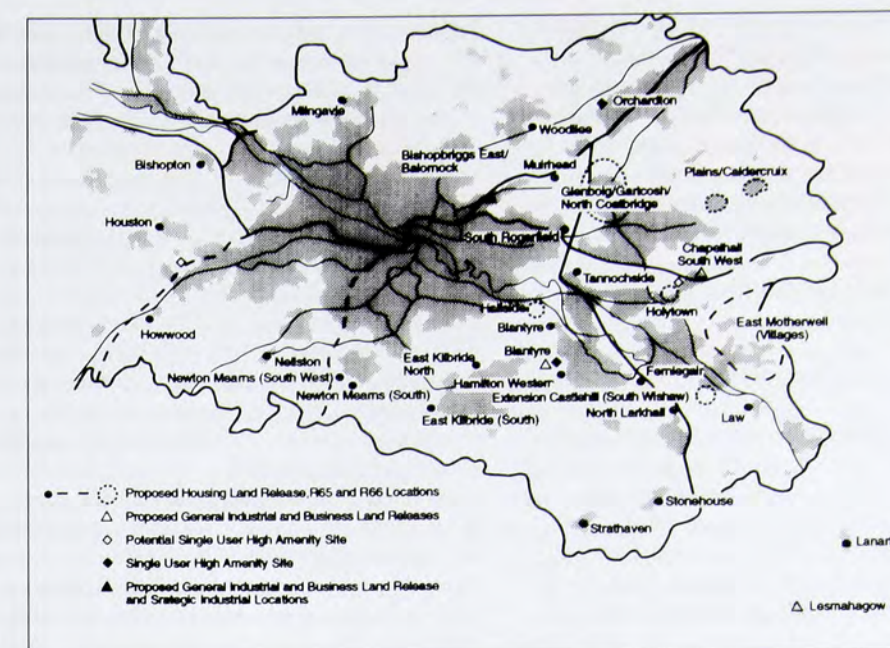 Milngavie
Orchardton
Woodilee
Bishopbriggs East/
Balornock
Muirhead
Bishopton
Plains/Caldercruix
Glenboig/Gartcosh/
North Coatbridge
Houston
South Rogerfield
Chapelhall
South West
Tannochside
Hallside
Holytown
Howwood
Blantyre
East Motherwell
(Villages)
Neilston
East Kilbride
North
Blantyre
Ferniegair
Newton Mearns (South West)
Hamilton Western
Newton Mearns (South)
Extension Castlehill (South Wishaw)
East Kilbride (South)
North Larkhall
Law
Proposed Housing Land Release, R65 and R66 Locations
Proposed General Industrial and Business Land Releases
Stonehouse
Potential Single User High Amenity Site
Strathaven
Single User High Amenity Site
Lanark
Proposed General Industrial and Business Land Release
and Srategic Industrial Locations
Lesmahagow